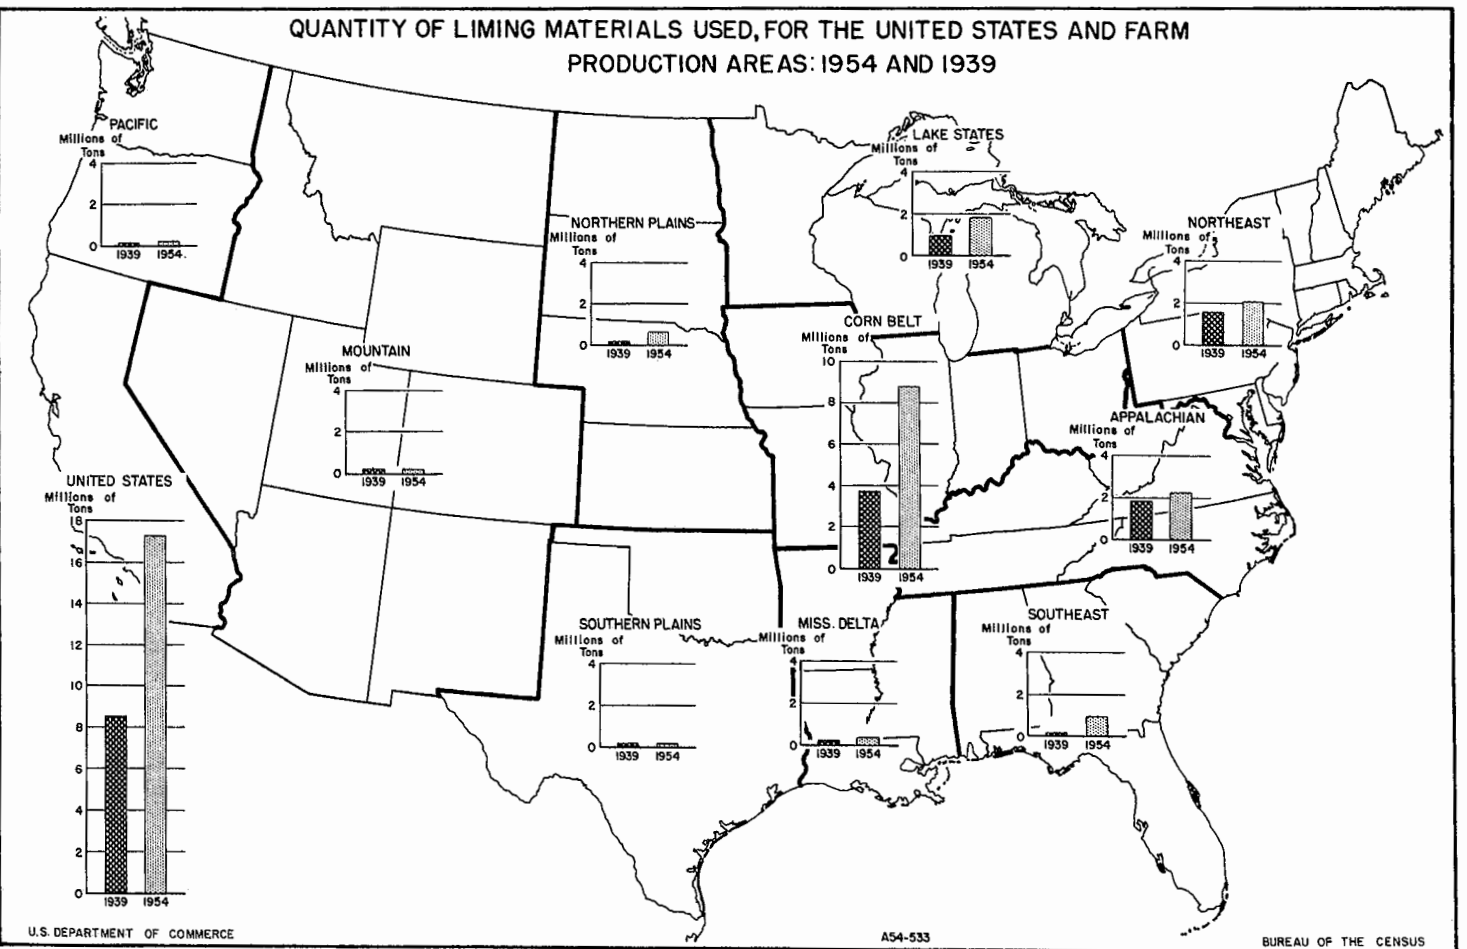 QUANTITY OF LIMING MATERIALS USED, FOR THE UNITED STATES AND FARM
PRODUCTION AREAS: 1954 AND 1939
PACIFIC
Millions of
Tons
4
2
0
1939 1954.
NORTHERN PLAINS
Millions of
Tons
4
2
0
1939 1954
LAKE STATES
Millions of
Tons
4
2
0
1939 1954
NORTHEAST
Millions of
Tons
4
2
0
1939 1954
MOUNTAIN
Millions of
Tons
4
2
0
1939 1954
CORN BELT
Millions of
Tons
10
8
6
4
2
0
1939 1954
APPALACHIAN
Millions of
Tons
4
2
0
1939 1954
UNITED STATES
Millions of
Tons
18
16
14
12
10
8
6
4
2
0
1939 1954
SOUTHERN PLAINS
Millions of
Tons
4
2
0
1939 1954
MISS. DELTA
Millions of
Tons
4
2
0
1939 1954
SOUTHEAST
Millions of
Tons
4
2
0
1939 1954
U.S. DEPARTMENT OF COMMERCE
A54-533
BUREAU OF THE CENSUS